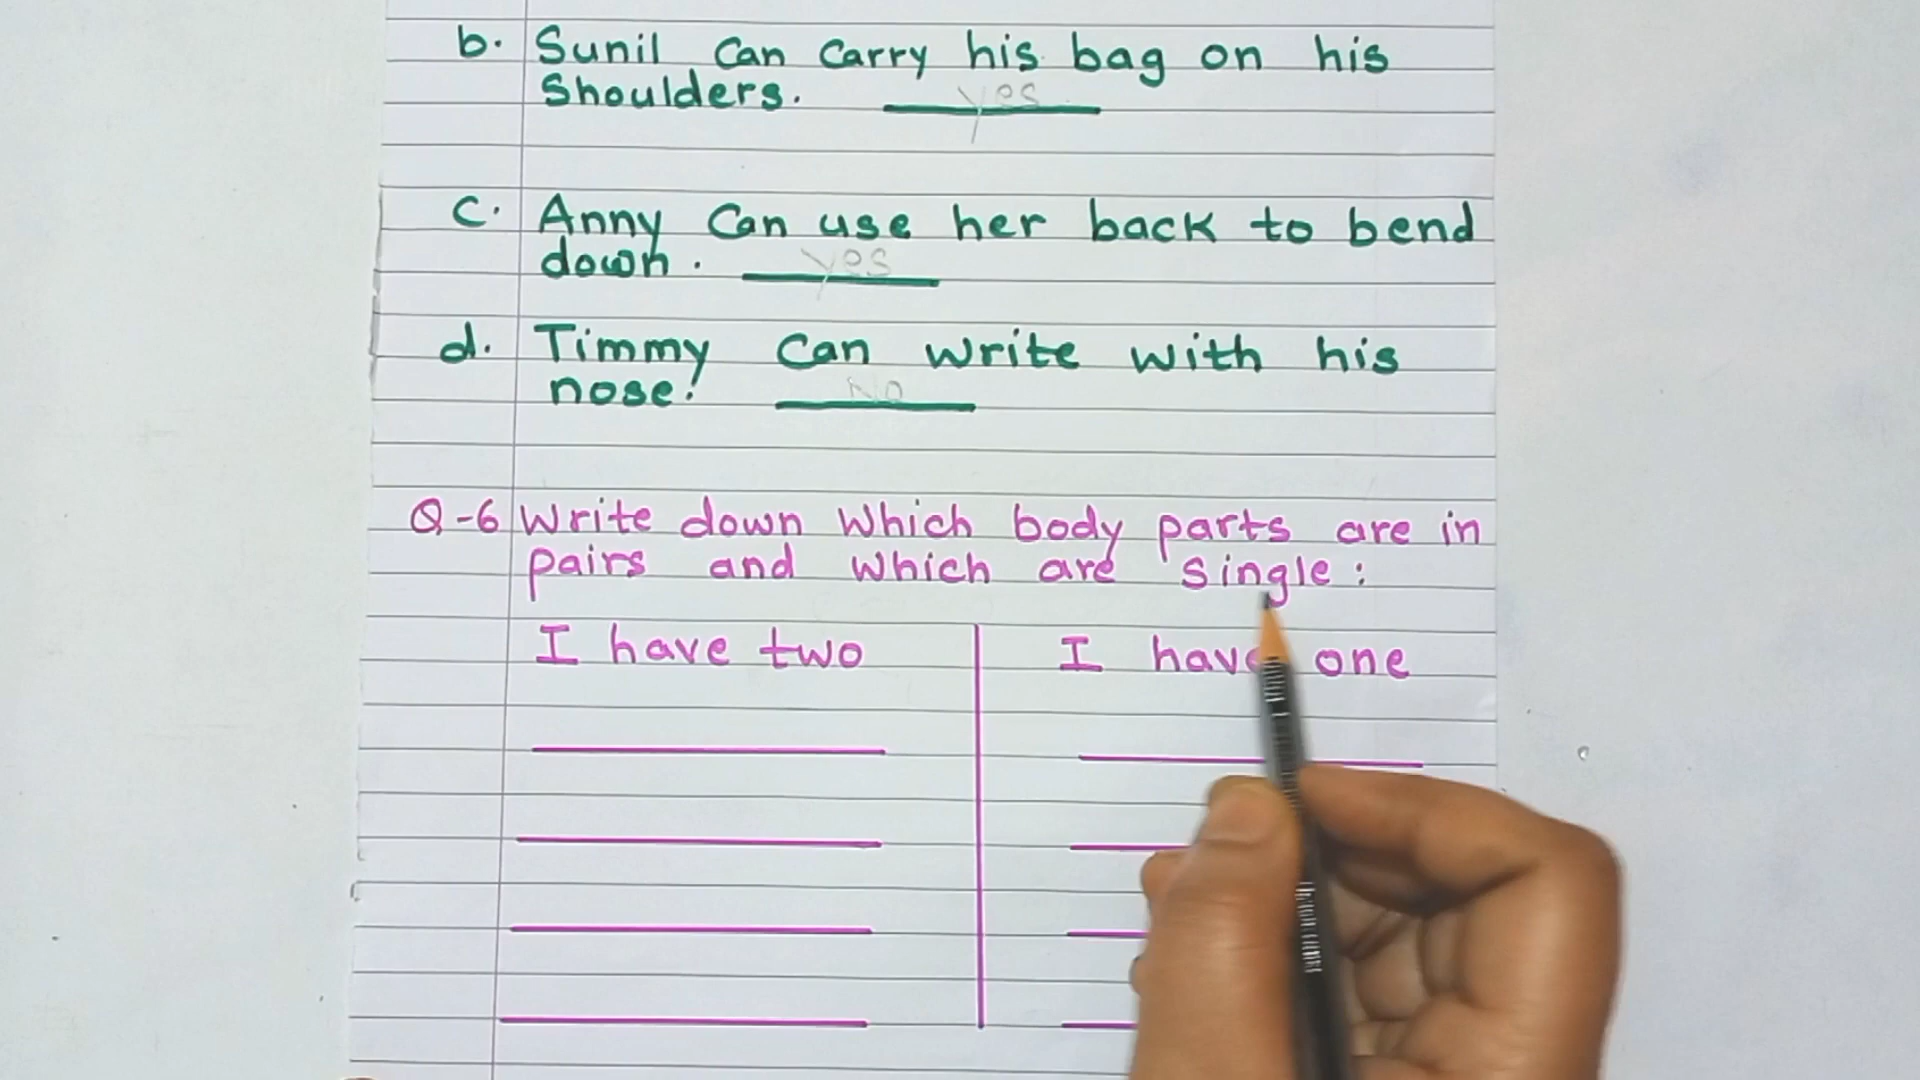 b. Sunil can carry his bag on his
shoulders. yes
c. Anny can use her back to bend
down. yes
d. Timmy can write with his
nose! No
Q-6 Write down which body parts are in
pairs and which are single:
I have two I have one